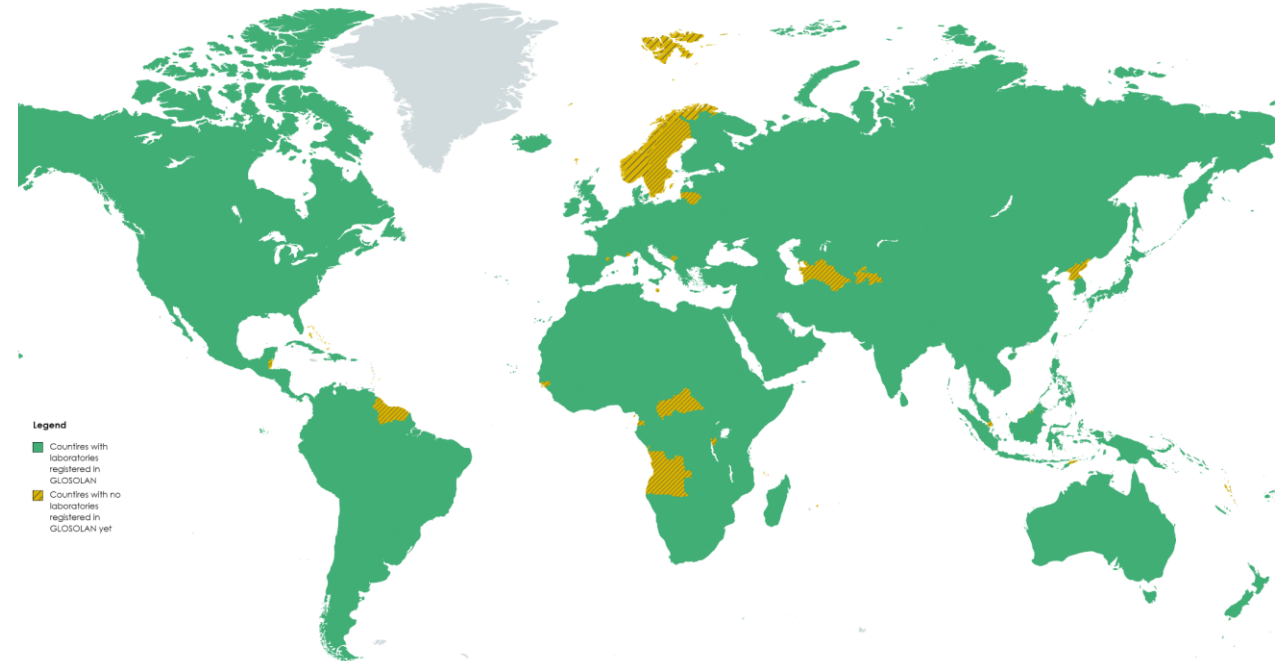 Legend
Countires with
laboratories
registered in
GLOSOLAN
Countires with no
laboratories
registered in
GLOSOLAN yet